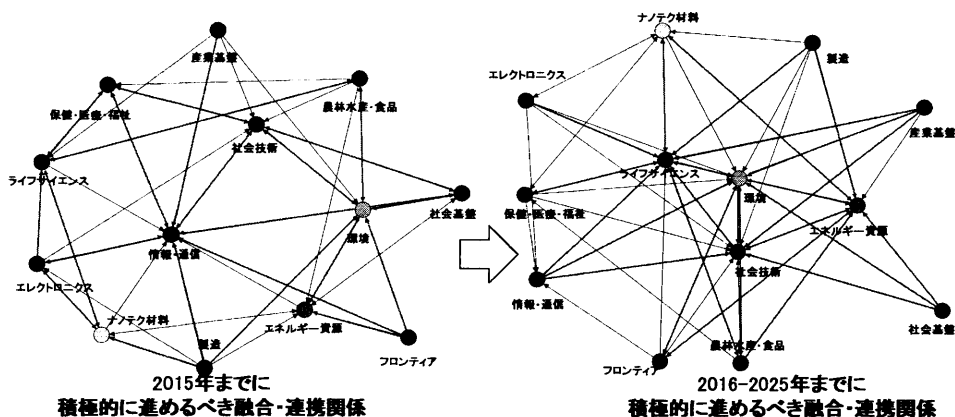 産業基盤
保健・医療・福祉
農林水産・食品
社会技術
ライフサイエンス
社会基盤
環境
情報・通信
エレクトロニクス
ナノテク材料
エネルギー資源
製造
フロンティア
2015年までに
積極的に進めるべき融合・連携関係
ナノテク材料
製造
エレクトロニクス
産業基盤
ライフサイエンス
環境
保健・医療・福祉
エネルギー資源
社会技術
情報・通信
社会基盤
フロンティア
農林水産・食品
2016-2025年までに
積極的に進めるべき融合・連携関係